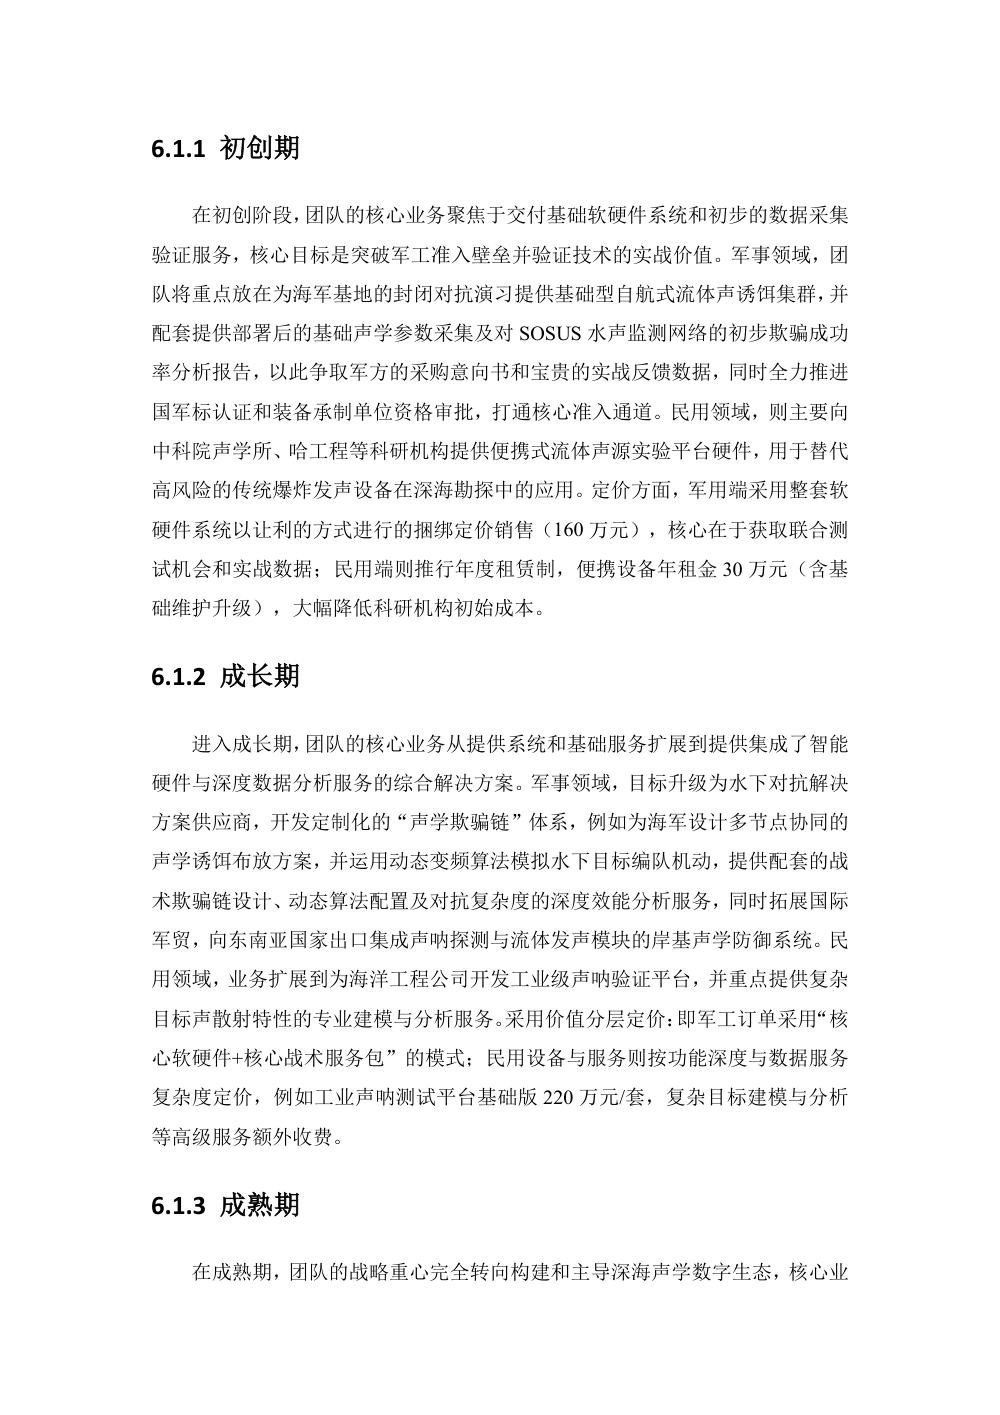 6.1.1 初创期
在初创阶段，团队的核心业务聚焦于交付基础软硬件系统和初步的数据采集
验证服务，核心目标是突破军工准入壁垒并验证技术的实战价值。军事领域，团
队将重点放在为海军基地的封闭对抗演习提供基础型自航式流体声诱饵集群，并
配套提供部署后的基础声学参数采集及对 SOSUS 水声监测网络的初步欺骗成功
率分析报告，以此争取军方的采购意向书和宝贵的实战反馈数据，同时全力推进
国军标认证和装备承制单位资格审批，打通核心准入通道。民用领域，则主要向
中科院声学所、哈工程等科研机构提供便携式流体声源实验平台硬件，用于替代
高风险的传统爆炸发声设备在深海勘探中的应用。定价方面，军用端采用整套软
硬件系统以让利的方式进行的捆绑定价销售（160 万元），核心在于获取联合测
试机会和实战数据；民用端则推行年度租赁制，便携设备年租金 30 万元（含基
础维护升级），大幅降低科研机构初始成本。
6.1.2 成长期
进入成长期，团队的核心业务从提供系统和基础服务扩展到提供集成了智能
硬件与深度数据分析服务的综合解决方案。军事领域，目标升级为水下对抗解决
方案供应商，开发定制化的“声学欺骗链”体系，例如为海军设计多节点协同的
声学诱饵布放方案，并运用动态变频算法模拟水下目标编队机动，提供配套的战
术欺骗链设计、动态算法配置及对抗复杂度的深度效能分析服务，同时拓展国际
军贸，向东南亚国家出口集成声呐探测与流体发声模块的岸基声学防御系统。民
用领域，业务扩展到为海洋工程公司开发工业级声呐验证平台，并重点提供复杂
目标声散射特性的专业建模与分析服务。采用价值分层定价：即军工订单采用“核
心软硬件+核心战术服务包”的模式；民用设备与服务则按功能深度与数据服务
复杂度定价，例如工业声呐测试平台基础版 220 万元/套，复杂目标建模与分析
等高级服务额外收费。
6.1.3 成熟期
在成熟期，团队的战略重心完全转向构建和主导深海声学数字生态，核心业